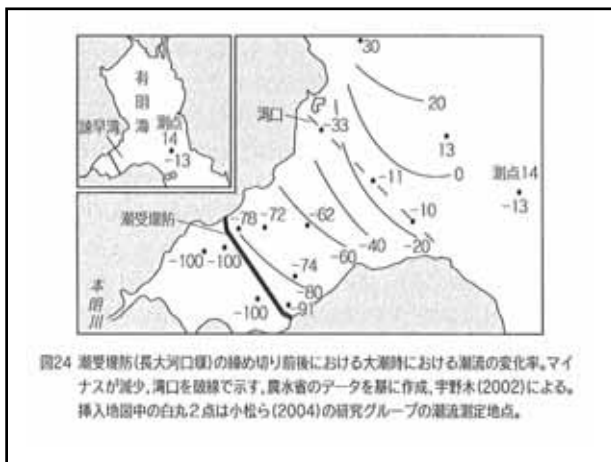 有
明
海
諫早湾
測点
14
-13
30
20
湾口
-33
13
0
-11
測点14
-13
潮受堤防
-78
-72
-62
-10
-20
-40
-60
-100
-100
-74
-80
本
明
川
-100
-91
図24 潮受堤防(長大河口堰)の締め切り前後における大潮時における潮流の変化率。マイ
ナスが減少,湾口を破線で示す,農水省のデータを基に作成,宇野木(2002)による。
挿入地図中の白丸2点は小松ら(2004)の研究グループの潮流測定地点。